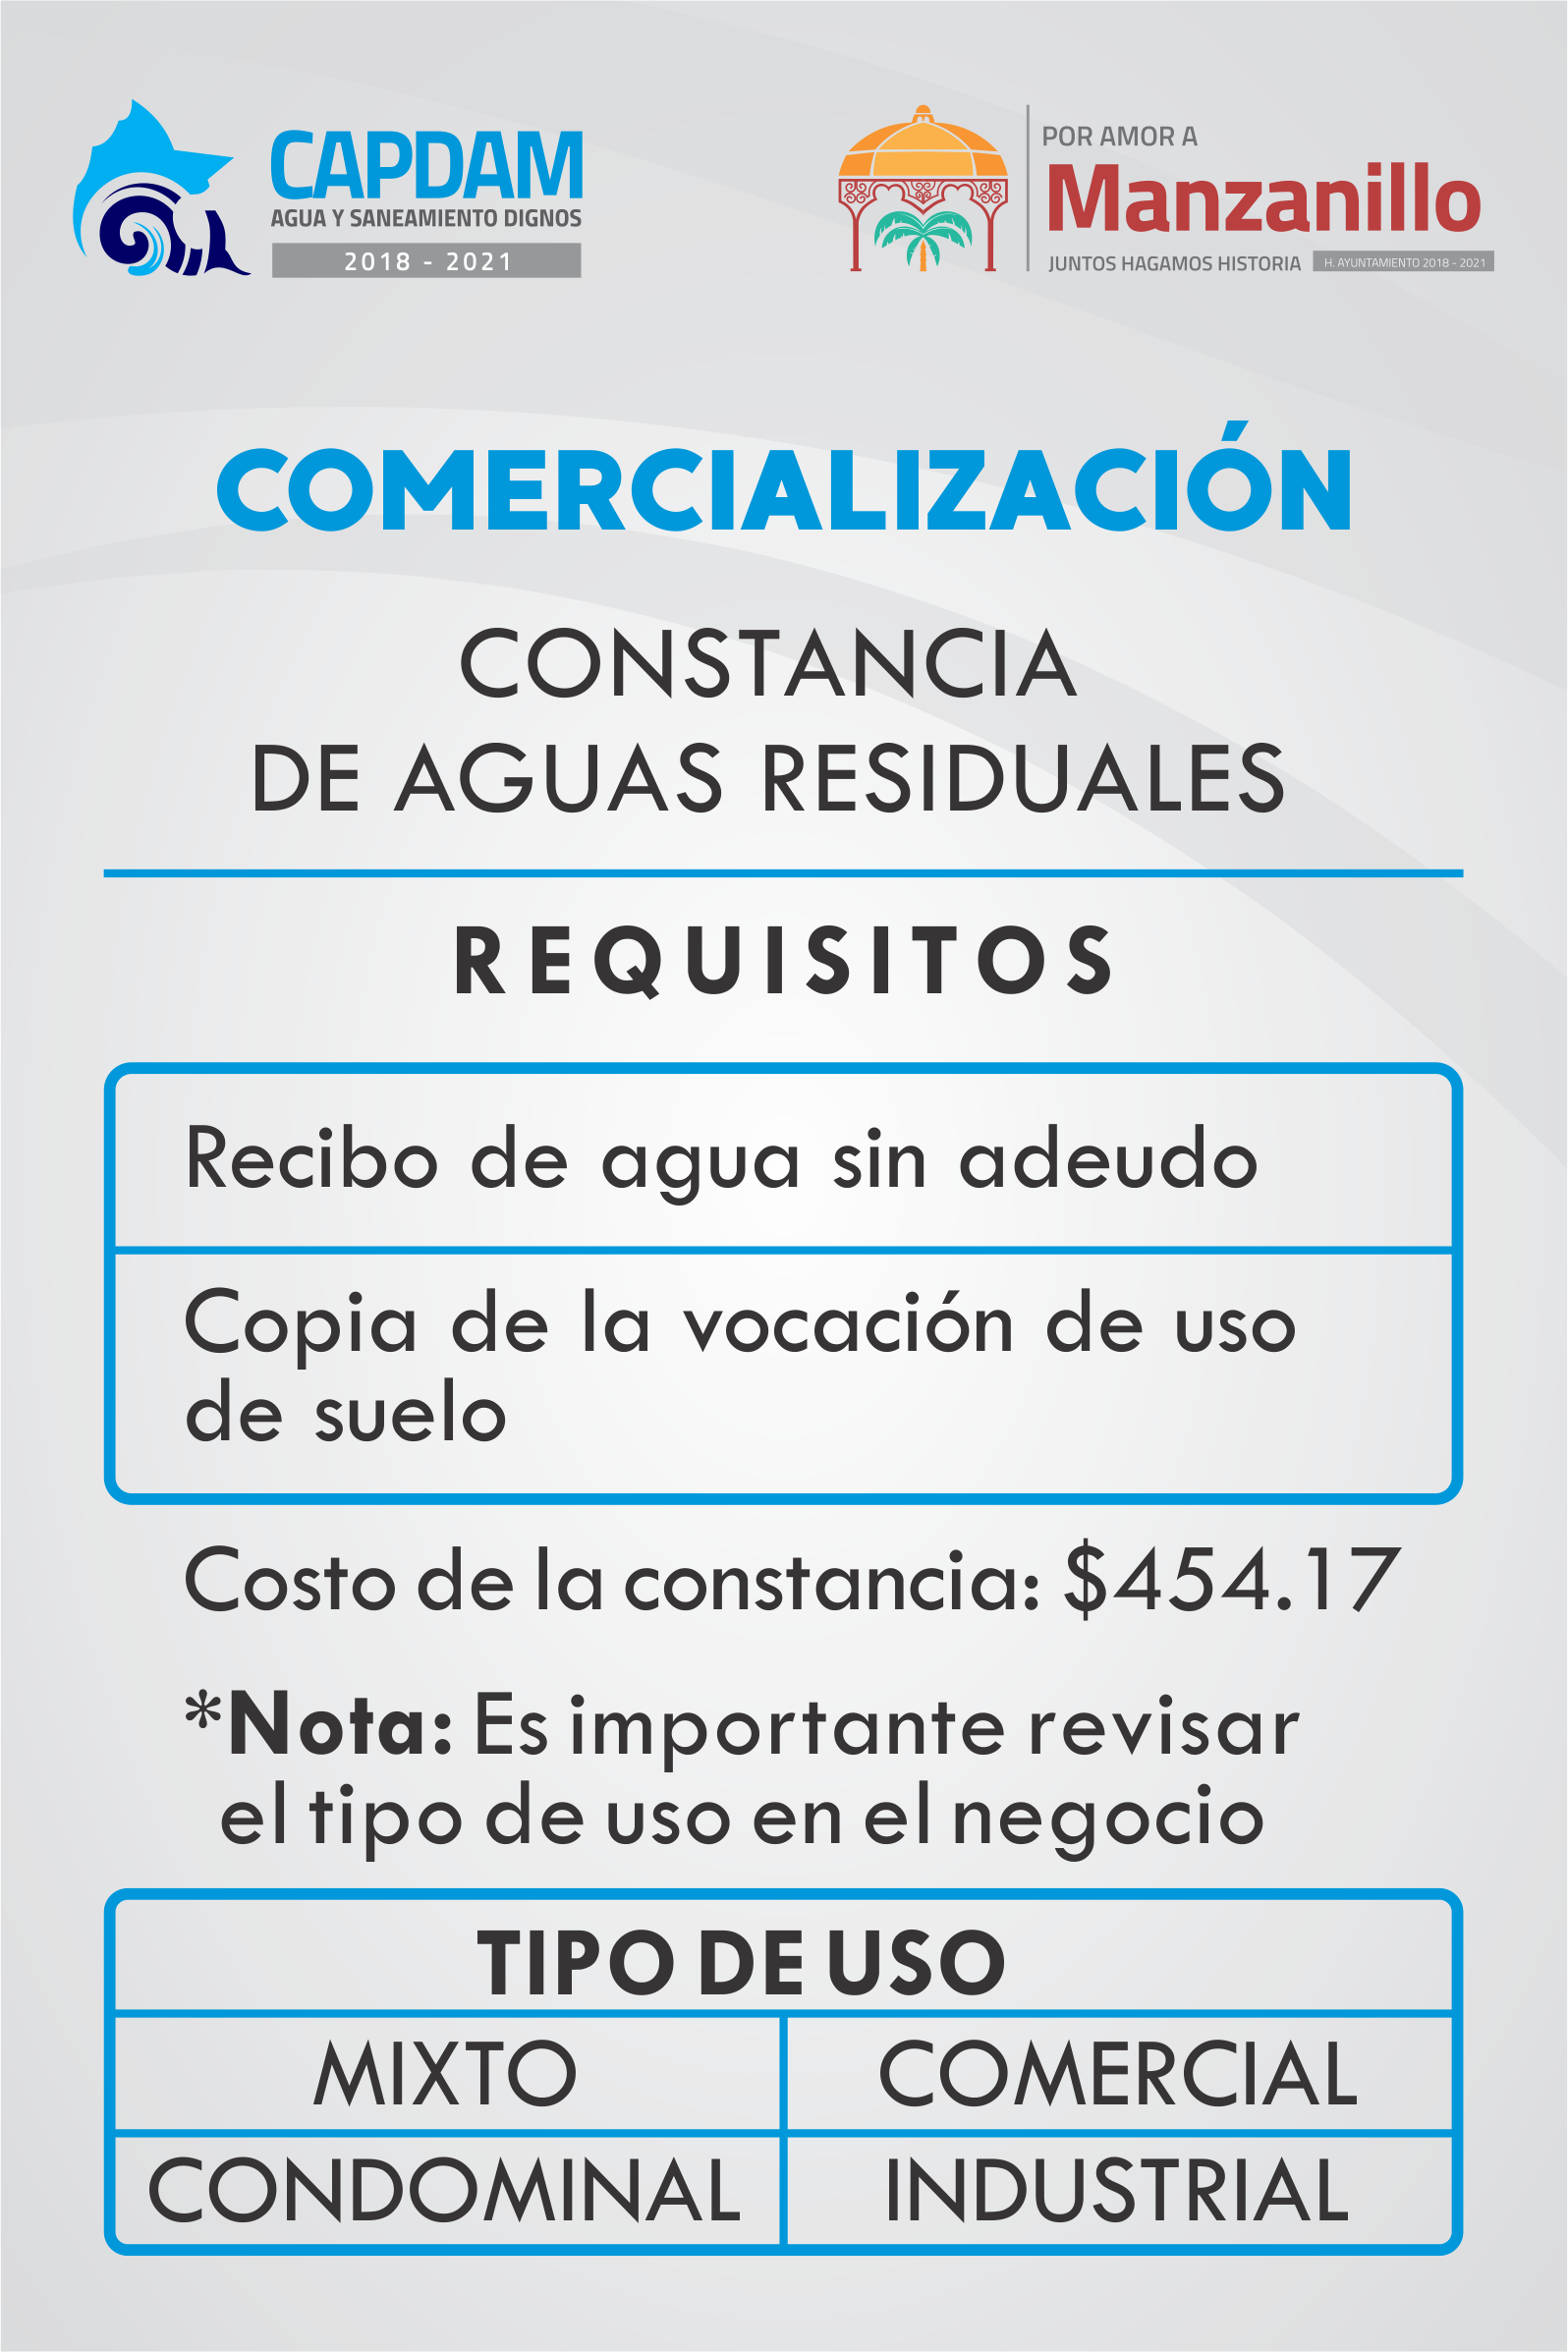 CAPDAM
AGUA Y SANEAMIENTO DIGNOS
2018 - 2021
POR AMOR A
Manzanillo
JUNTOS HAGAMOS HISTORIA
H. AYUNTAMIENTO 2018 - 2021
COMERCIALIZACIÓN
CONSTANCIA
DE AGUAS RESIDUALES
REQUISITOS
Recibo de agua sin adeudo
Copia de la vocación de uso
de suelo
Costo de la constancia: $454.17
*Nota: Es importante revisar
el tipo de uso en el negocio
TIPO DE USO
MIXTO COMERCIAL
CONDOMINAL INDUSTRIAL